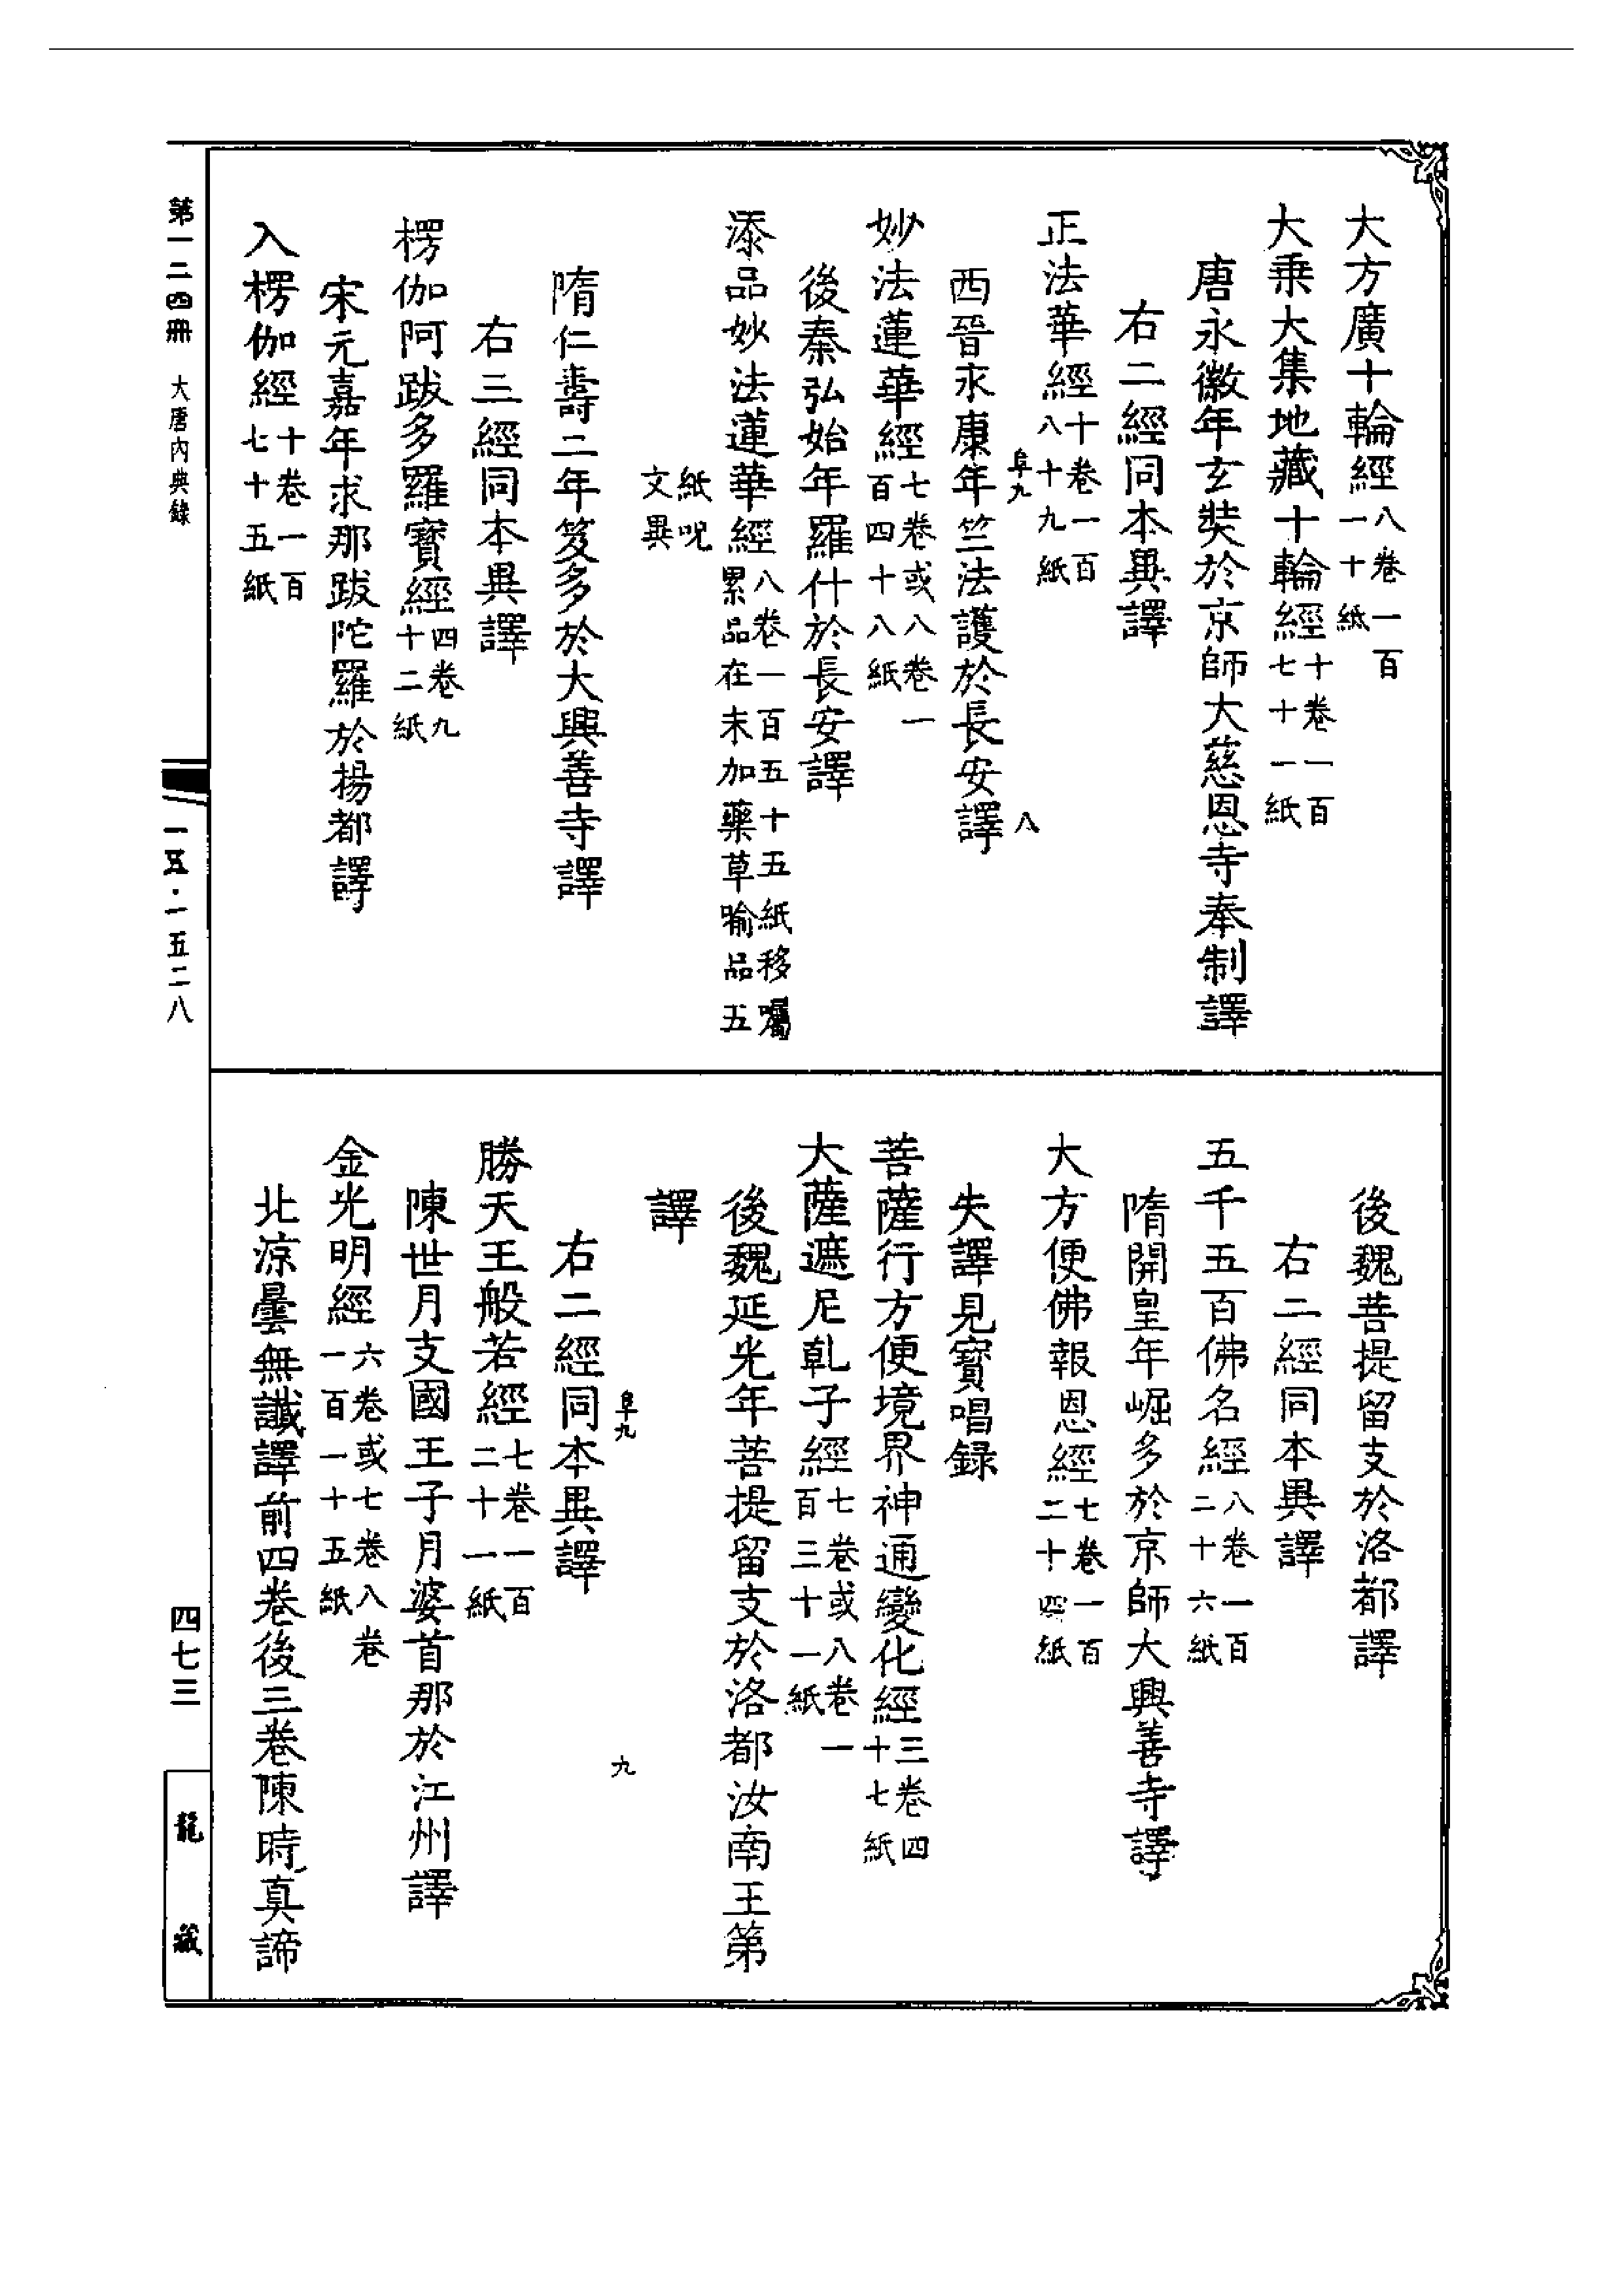 大方廣十輪經八卷一百一十紙
大乘大集地藏十輪經十卷一百七十一紙
唐永徽年玄奘於京師大慈恩寺奉制譯
右二經同本異譯
正法華經十卷一百八十九紙
阜九 八
西晉永康年竺法護於長安譯
妙法蓮華經七卷或八卷一百四十八紙
後秦弘始年羅什於長安譯
添品妙法蓮華經八卷一百五十五紙移囑累品在末加藥草喻品五
紙呪文異
隋仁壽二年笈多於大興善寺譯
右三經同本異譯
楞伽阿跋多羅寶經四卷九十二紙
宋元嘉年求那跋陀羅於揚都譯
入楞伽經十卷一百七十五紙
後魏菩提留支於洛都譯
右二經同本異譯
五千五百佛名經八卷一百二十六紙
隋開皇年崛多於京師大興善寺譯
大方便佛報恩經七卷一百二十四紙
失譯見寶唱録
菩薩行方便境界神通變化經三卷四十七紙
大薩遮尼乾子經七卷或八卷一百三十一紙
後魏延光年菩提留支於洛都汝南王第
譯
阜九 九
右二經同本異譯
勝天王般若經七卷一百二十一紙
陳世月支國王子月婆首那於江州譯
金光明經六卷或七卷八卷一百一十五紙
北涼曇無讖譯前四卷後三卷陳時真諦
第一二四冊 大唐內典錄
一五五·一五二八
四七三
龍藏